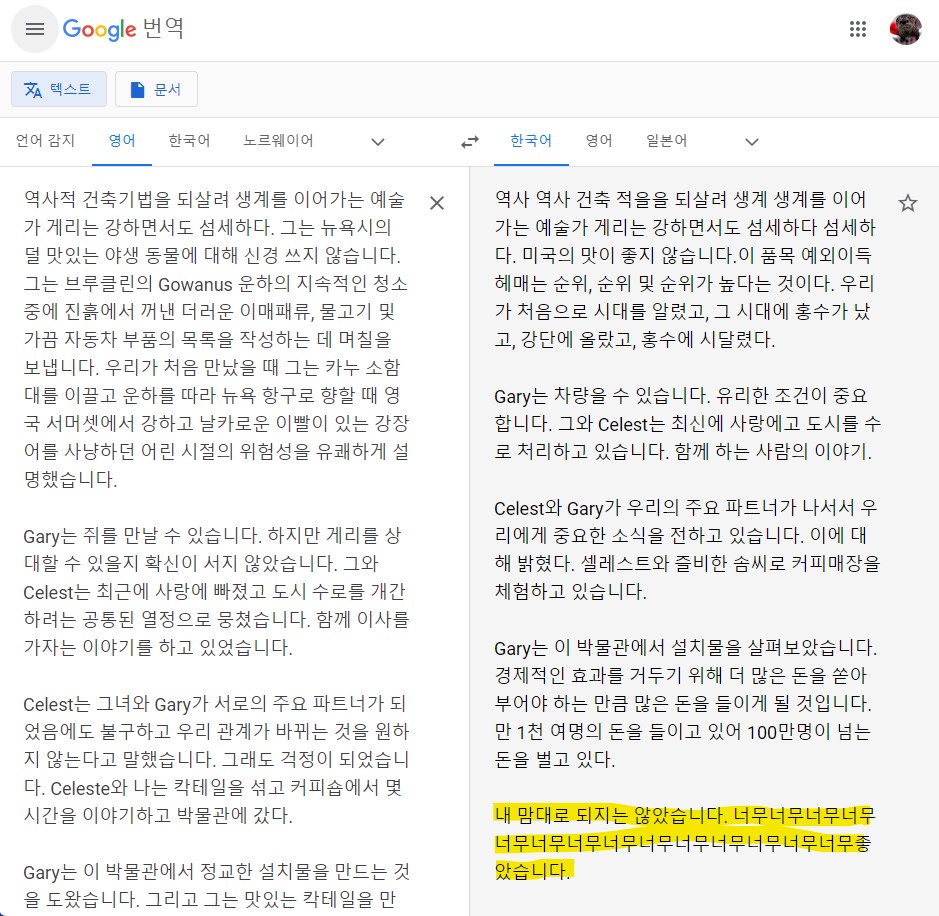 Google 번역
텍스트
문서
언어 감지
영어
한국어
노르웨이어
한국어
영어
일본어
역사적 건축기법을 되살려 생계를 이어가는 예술
가 게리는 강하면서도 섬세하다. 그는 뉴욕시의
덜 맛있는 야생 동물에 대해 신경 쓰지 않습니다.
그는 브루클린의 Gowanus 운하의 지속적인 청소
중에 진흙에서 꺼낸 더러운 이매패류, 물고기 및
가끔 자동차 부품의 목록을 작성하는 데 며칠을
보냅니다. 우리가 처음 만났을 때 그는 카누 소함
대를 이끌고 운하를 따라 뉴욕 항구로 향할 때 영
국 서머셋에서 강하고 날카로운 이빨이 있는 강장
어를 사냥하던 어린 시절의 위험성을 유쾌하게 설
명했습니다.
Gary는 쥐를 만날 수 있습니다. 하지만 게리를 상
대할 수 있을지 확신이 서지 않았습니다. 그와
Celest는 최근에 사랑에 빠졌고 도시 수로를 개간
하려는 공통된 열정으로 뭉쳤습니다. 함께 이사를
가자는 이야기를 하고 있었습니다.
Celest는 그녀와 Gary가 서로의 주요 파트너가 되
었음에도 불구하고 우리 관계가 바뀌는 것을 원하
지 않는다고 말했습니다. 그래도 걱정이 되었습니
다. Celeste와 나는 칵테일을 섞고 커피숍에서 몇
시간을 이야기하고 박물관에 갔다.
Gary는 이 박물관에서 정교한 설치물을 만드는 것
을 도왔습니다. 그리고 그는 맛있는 칵테일을 만
역사 역사 건축 적을을 되살려 생계 생계를 이어
가는 예술가 게리는 강하면서도 섬세하다 섬세하
다. 미국의 맛이 좋지 않습니다.이 품목 예외이득
헤매는 순위, 순위 및 순위가 높다는 것이다. 우리
가 처음으로 시대를 알렸고, 그 시대에 홍수가 났
고, 강단에 올랐고, 홍수에 시달렸다.
Gary는 차량을 수 있습니다. 유리한 조건이 중요
합니다. 그와 Celest는 최신에 사랑에고 도시를 수
로 처리하고 있습니다. 함께 하는 사람의 이야기.
Celest와 Gary가 우리의 주요 파트너가 나서서 우
리에게 중요한 소식을 전하고 있습니다. 이에 대
해 밝혔다. 셀레스트와 즐비한 솜씨로 커피매장을
체험하고 있습니다.
Gary는 이 박물관에서 설치물을 살펴보았습니다.
경제적인 효과를 거두기 위해 더 많은 돈을 쏟아
부어야 하는 만큼 많은 돈을 들이게 될 것입니다.
만 1천 여명의 돈을 들이고 있어 100만명이 넘는
돈을 벌고 있다.
내 맘대로 되지는 않았습니다. 너무너무너무너무
너무너무너무너무너무너무너무너무너무너무좋
았습니다.